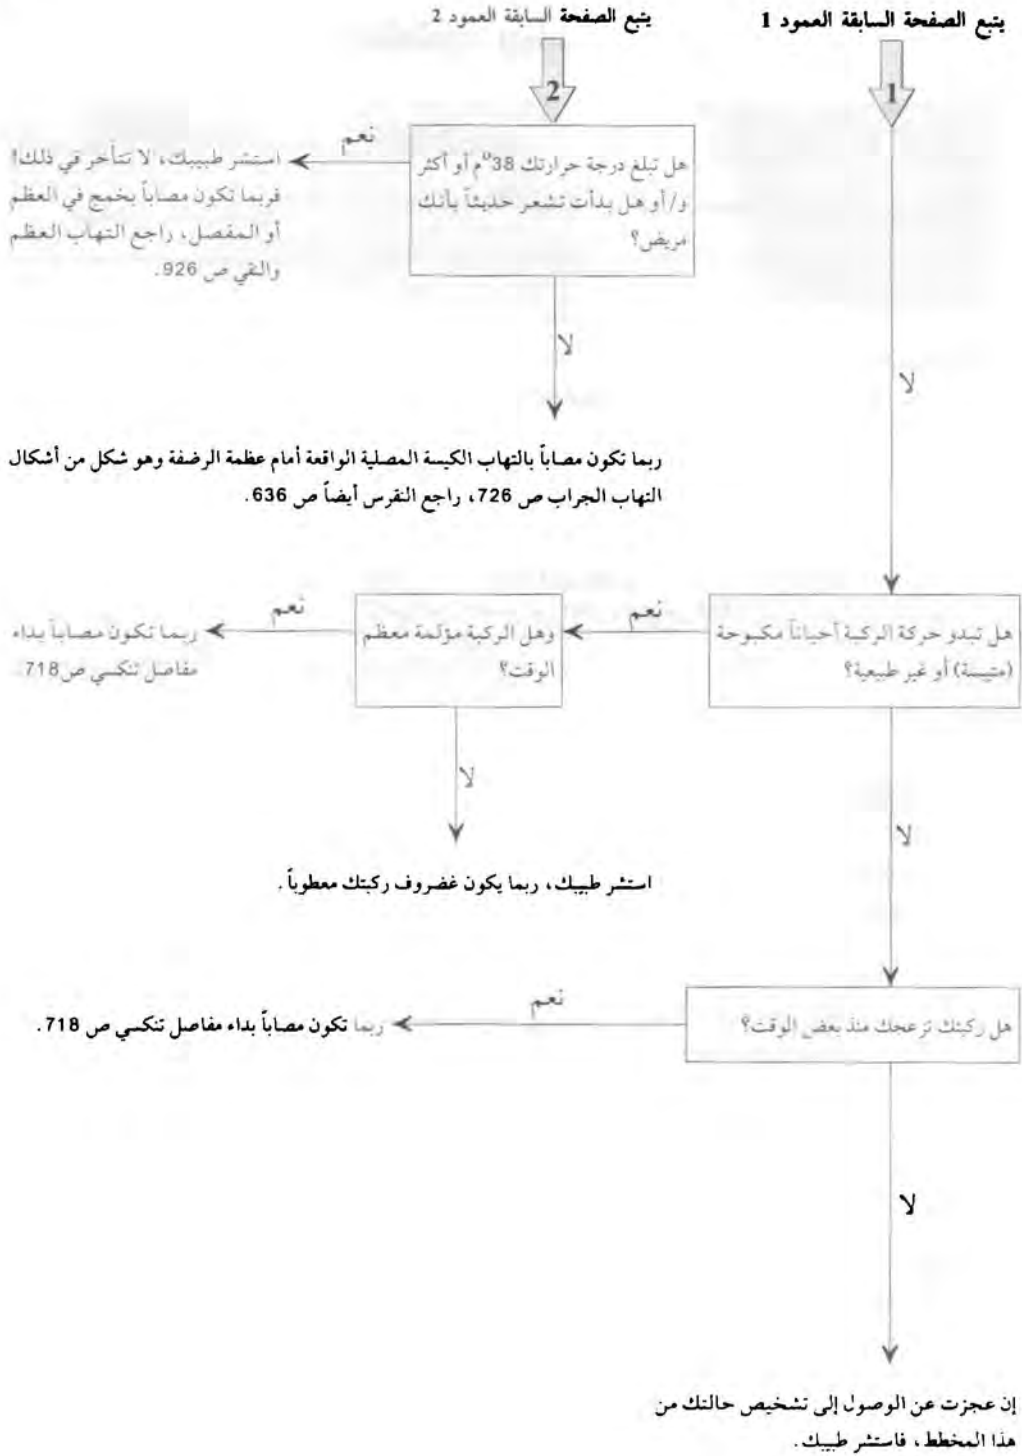 يتبع الصفحة السابقة العمود 1
يتبع الصفحة السابقة العمود 2
1
2
هل تبلغ درجة حرارتك 38°م أو أكثر
و/أو هل بدأت تشعر حديثاً بأنك
مريض؟
نعم
استشر طبيبك، لا تتأخر في ذلك!
فربما تكون مصاباً بخمج في العظم
أو المفصل، راجع التهاب العظم
والنقي ص 926.
لا
لا
ربما تكون مصاباً بالتهاب الكيسة المصلية الواقعة أمام عظمة الرضفة وهو شكل من أشكال
التهاب الجراب ص 726، راجع النقرس أيضاً ص 636.
هل تبدو حركة الركبة أحياناً مكبوحة
(متيبسة) أو غير طبيعية؟
نعم
وهل الركبة مؤلمة معظم
الوقت؟
نعم
ربما تكون مصاباً بداء
مفاصل تنكسي ص718.
لا
لا
استشر طبيبك، ربما يكون غضروف ركبتك معطوباً.
هل ركبتك تزعجك منذ بعض الوقت؟
نعم
ربما تكون مصاباً بداء مفاصل تنكسي ص 718.
لا
إن عجزت عن الوصول إلى تشخيص حالتك من
هذا المخطط، فاستشر طبيبك.